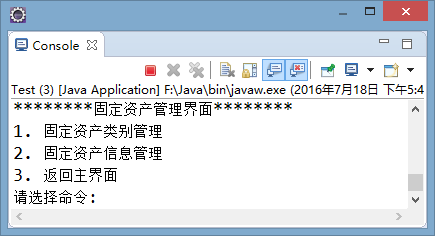 Console
Test (3) [Java Application] F:\Java\bin\javaw.exe (2016年7月18日 下午5:4
********固定资产管理界面********
1. 固定资产类别管理
2. 固定资产信息管理
3. 返回主界面
请选择命令: